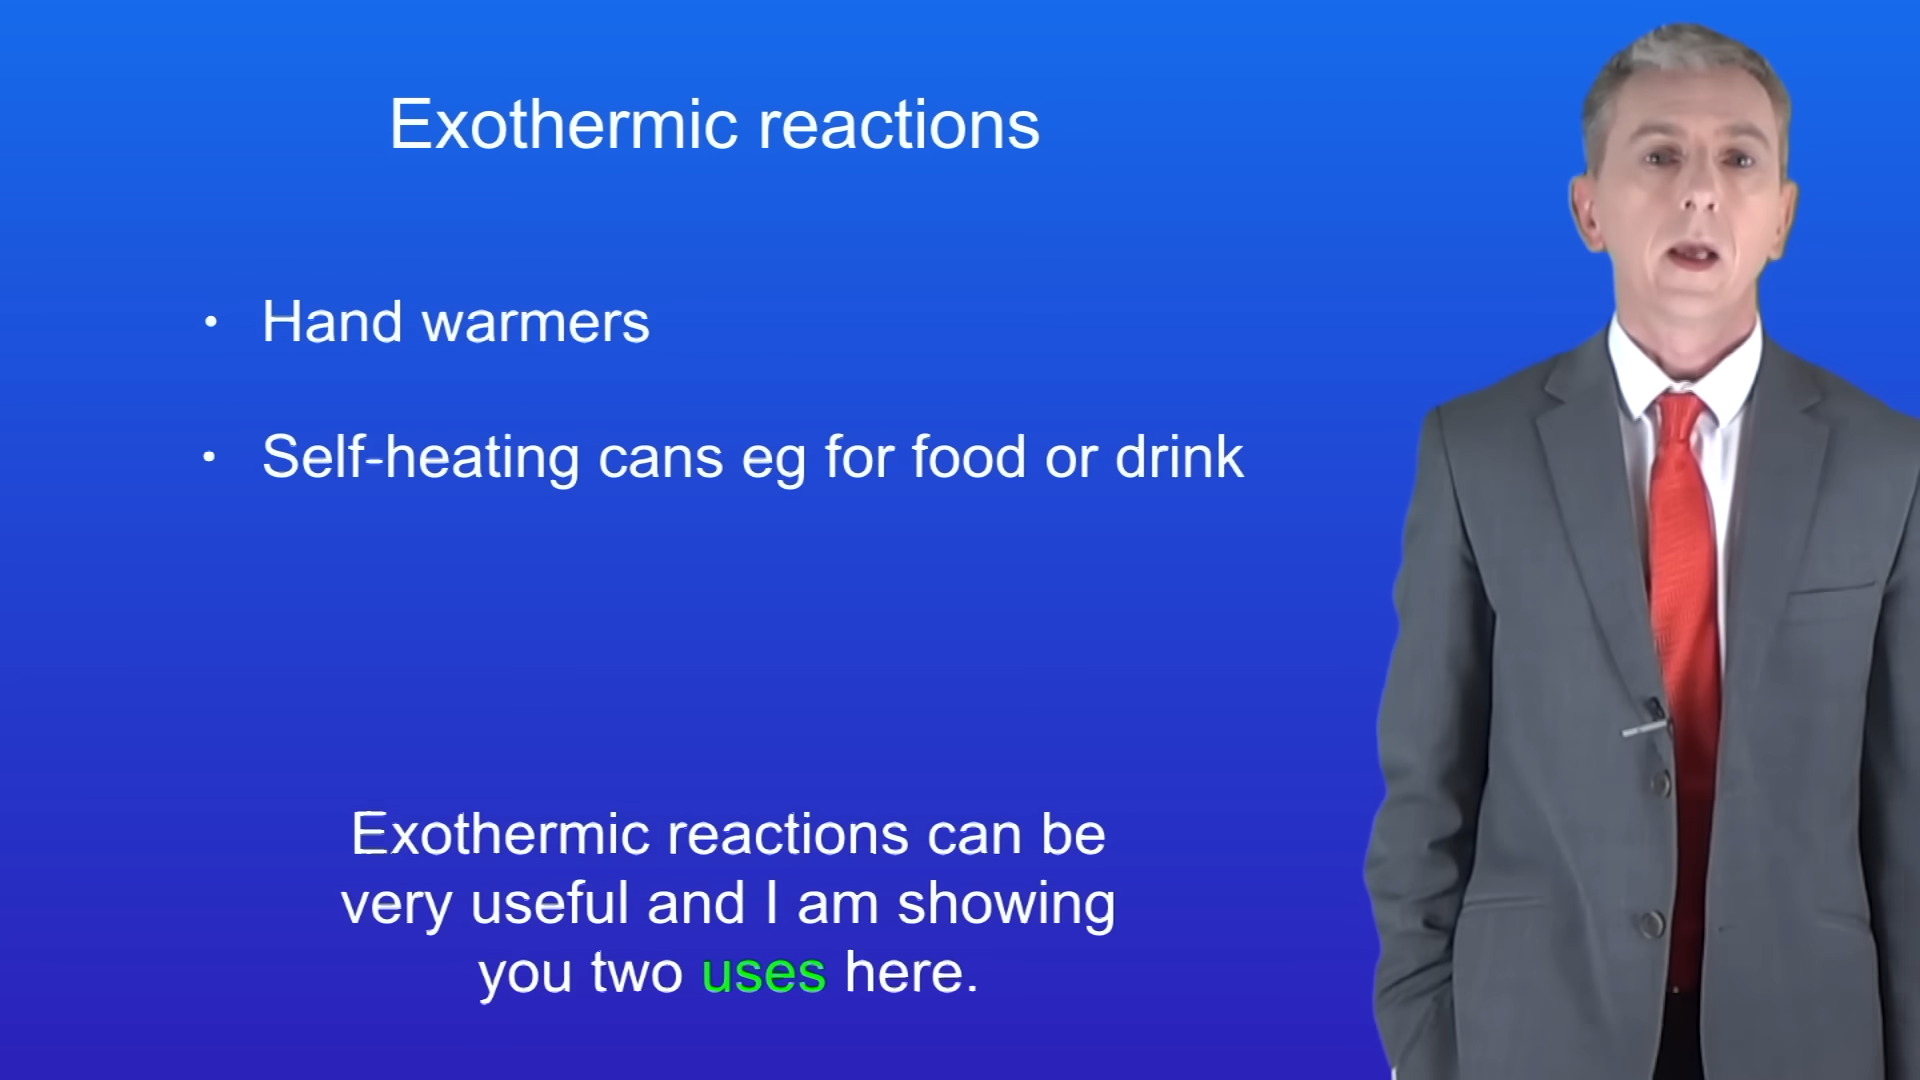 Exothermic reactions
• Hand warmers
• Self-heating cans eg for food or drink
Exothermic reactions can be
very useful and I am showing
you two uses here.